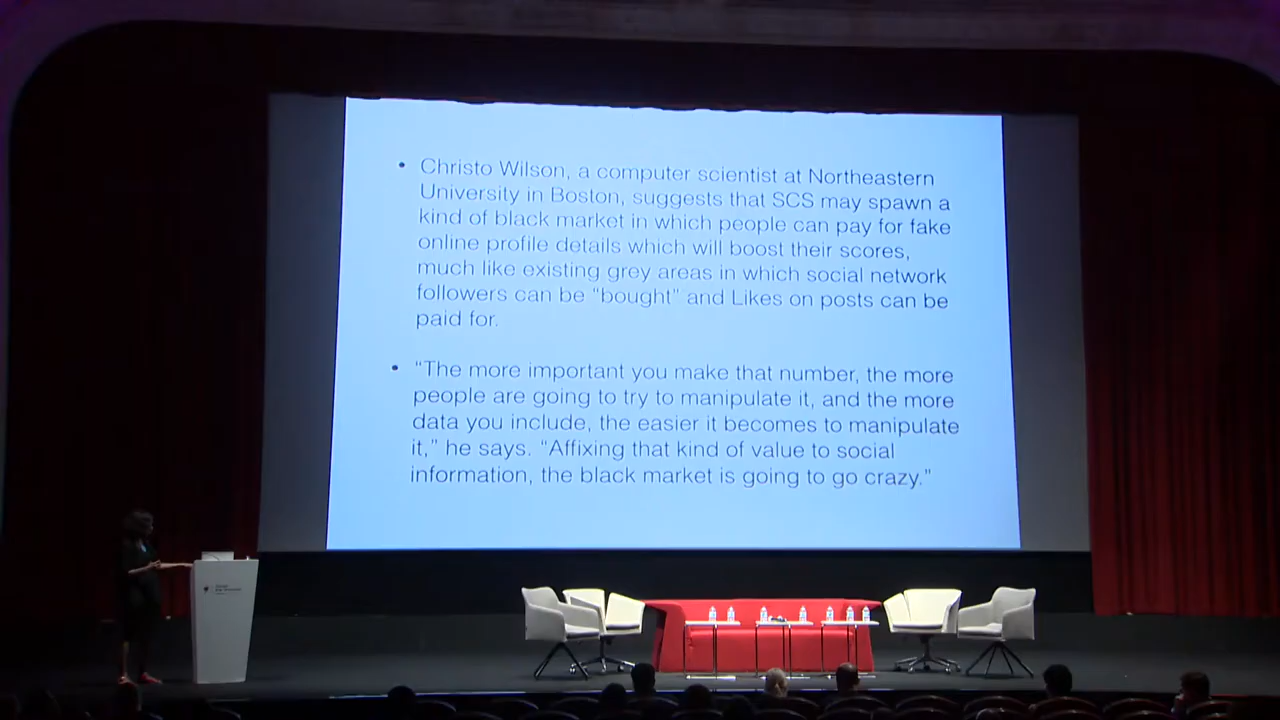 • Christo Wilson, a computer scientist at Northeastern
University in Boston, suggests that SCS may spawn a
kind of black market in which people can pay for fake
online profile details which will boost their scores,
much like existing grey areas in which social network
followers can be “bought” and Likes on posts can be
paid for.
• “The more important you make that number, the more
people are going to try to manipulate it, and the more
data you include, the easier it becomes to manipulate
it,” he says. “Affixing that kind of value to social
information, the black market is going to go crazy.”